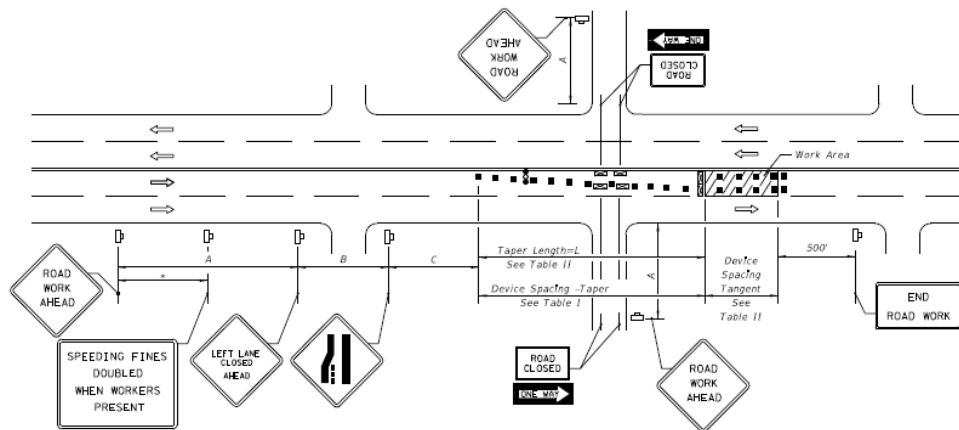 ROAD
WORK
AHEAD
A
ONE WAY
ROAD
CLOSED
Work Area
A
B
C
*
Taper Length=L
See Table II
Device Spacing -Taper
See Table I
A
Device
Spacing
Tangent
See
Table II
500'
ROAD
WORK
AHEAD
SPEEDING FINES
DOUBLED
WHEN WORKERS
PRESENT
LEFT LANE
CLOSED
AHEAD
ROAD
CLOSED
ONE WAY
ROAD
WORK
AHEAD
END
ROAD WORK